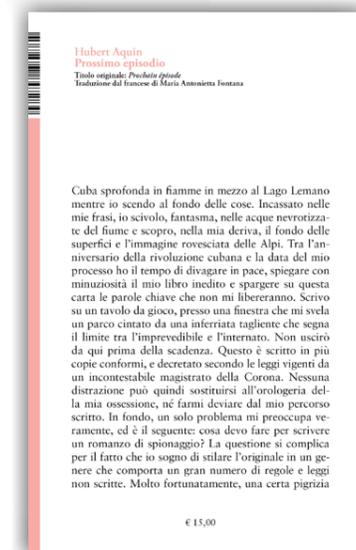 Hubert Aquin
Prossimo episodio
Titolo originale: Prochain épisode
Traduzione dal francese di Maria Antonietta Fontana
Cuba sprofonda in fiamme in mezzo al Lago Lemano
mentre io scendo al fondo delle cose. Incassato nelle
mie frasi, io scivolo, fantasma, nelle acque nevrotizza-
te del fiume e scopro, nella mia deriva, il fondo delle
superfici e l'immagine rovesciata delle Alpi. Tra l'an-
niversario della rivoluzione cubana e la data del mio
processo ho il tempo di divagare in pace, spiegare con
minuziosità il mio libro inedito e spargere su questa
carta le parole chiave che non mi libereranno. Scrivo
su un tavolo da gioco, presso una finestra che mi svela
un parco cintato da una inferriata tagliente che segna
il limite tra l'imprevedibile e l'internato. Non uscirò
da qui prima della scadenza. Questo è scritto in più
copie conformi, e decretato secondo le leggi vigenti da
un incontestabile magistrato della Corona. Nessuna
distrazione può quindi sostituirsi all'orologeria del-
la mia ossessione, né farmi deviare dal mio percorso
scritto. In fondo, un solo problema mi preoccupa ve-
ramente, ed è il seguente: cosa devo fare per scrivere
un romanzo di spionaggio? La questione si complica
per il fatto che io sogno di stilare l'originale in un ge-
nere che comporta un gran numero di regole e leggi
non scritte. Molto fortunatamente, una certa pigrizia
€ 15,00